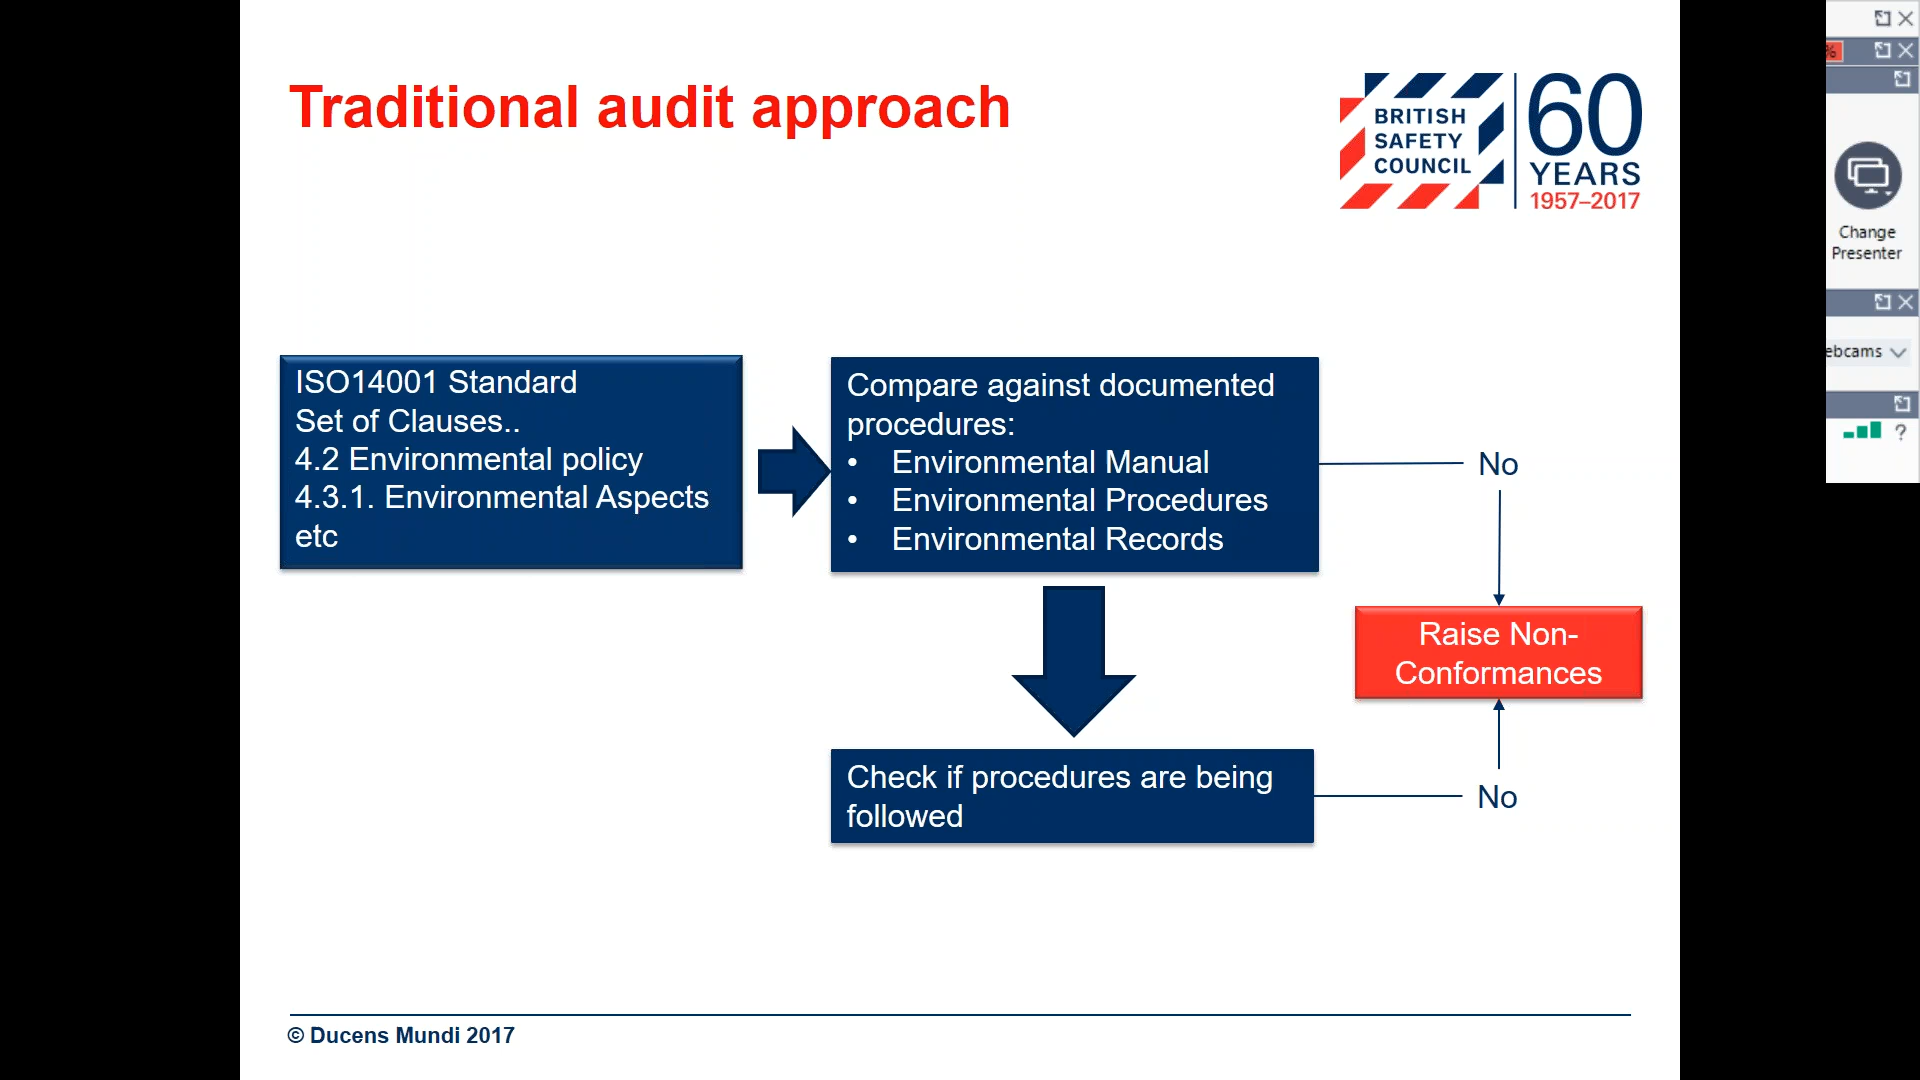 Traditional audit approach
BRITISH
SAFETY
COUNCIL
60
YEARS
1957–2017
ISO14001 Standard
Set of Clauses..
4.2 Environmental policy
4.3.1. Environmental Aspects
etc
Compare against documented
procedures:
• Environmental Manual
• Environmental Procedures
• Environmental Records
No
Raise Non-
Conformances
Check if procedures are being
followed
No
© Ducens Mundi 2017
%
Change
Presenter
ebcams
?